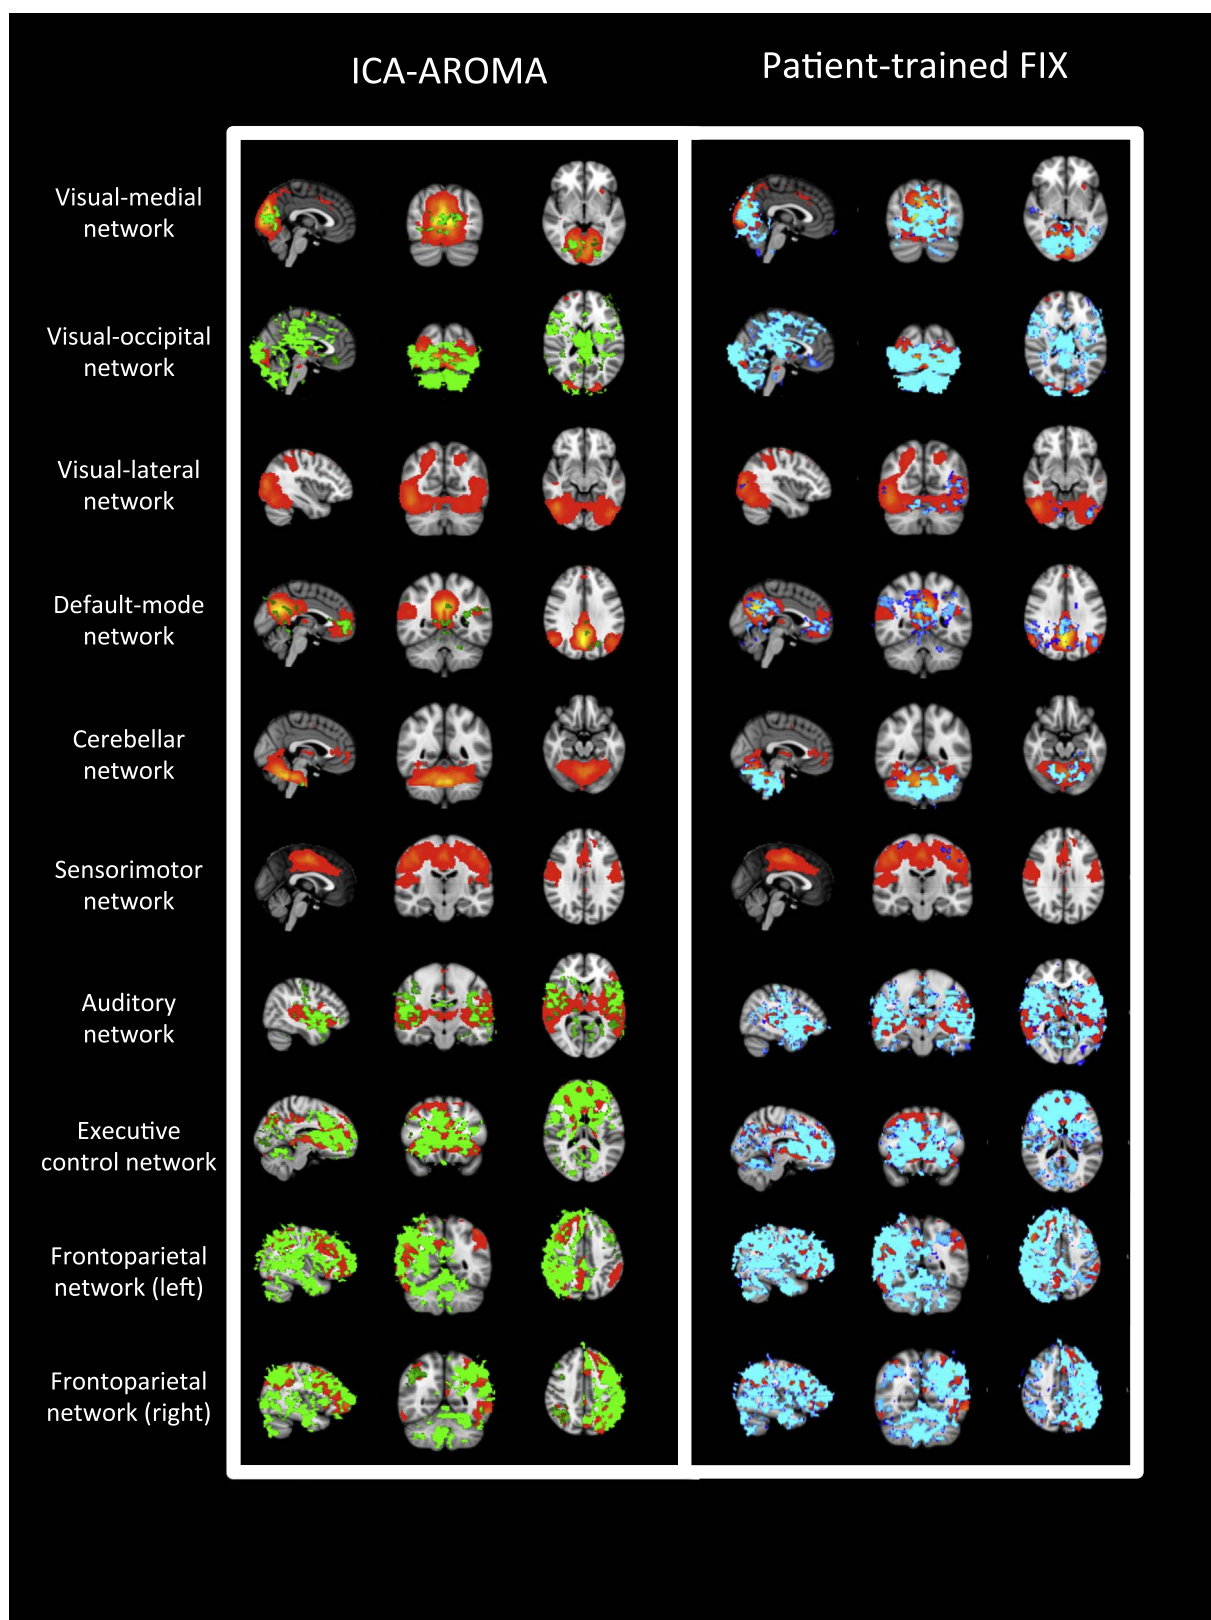 ICA-AROMA
Patient-trained FIX
Visual-medial
network
Visual-occipital
network
Visual-lateral
network
Default-mode
network
Cerebellar
network
Sensorimotor
network
Auditory
network
Executive
control network
Frontoparietal
network (left)
Frontoparietal
network (right)